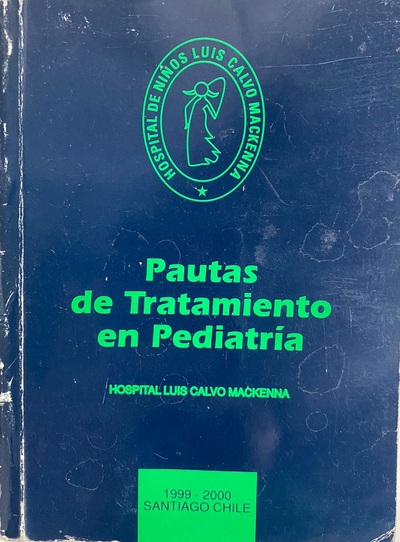 HOSPITAL DE NIÑOS LUIS CALVO MACKENNA
Pautas
de Tratamiento
en Pediatría
HOSPITAL LUIS CALVO MACKENNA
1999 - 2000
SANTIAGO CHILE